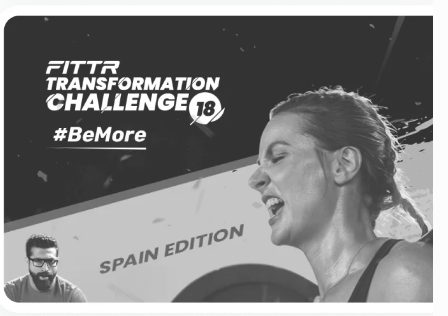 FITTR
TRANSFORMATION
CHALLENGE 18
#BeMore
SPAIN EDITION